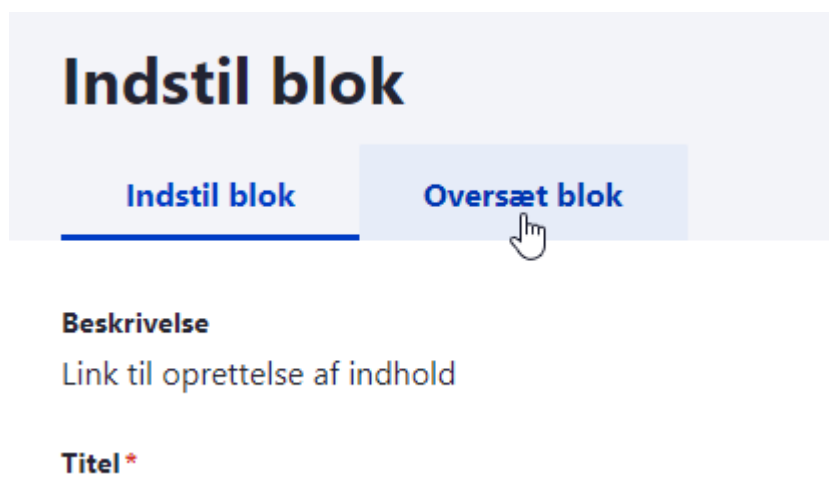 Indstil blok
Indstil blok Oversæt blok
Beskrivelse
Link til oprettelse af indhold
Titel*